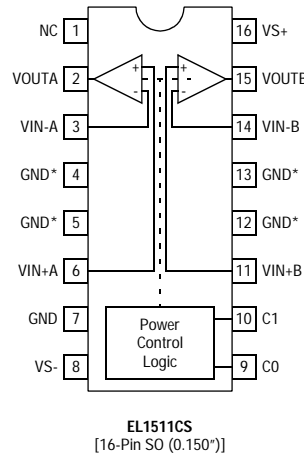 NC 1
16 VS+
VOUTA 2
+
-
+
-
15 VOUTB
VIN-A 3
14 VIN-B
GND* 4
13 GND*
GND* 5
12 GND*
VIN+A 6
11 VIN+B
GND 7
Power
Control
Logic
10 C1
VS- 8
9 C0
EL1511CS
[16-Pin SO (0.150")]